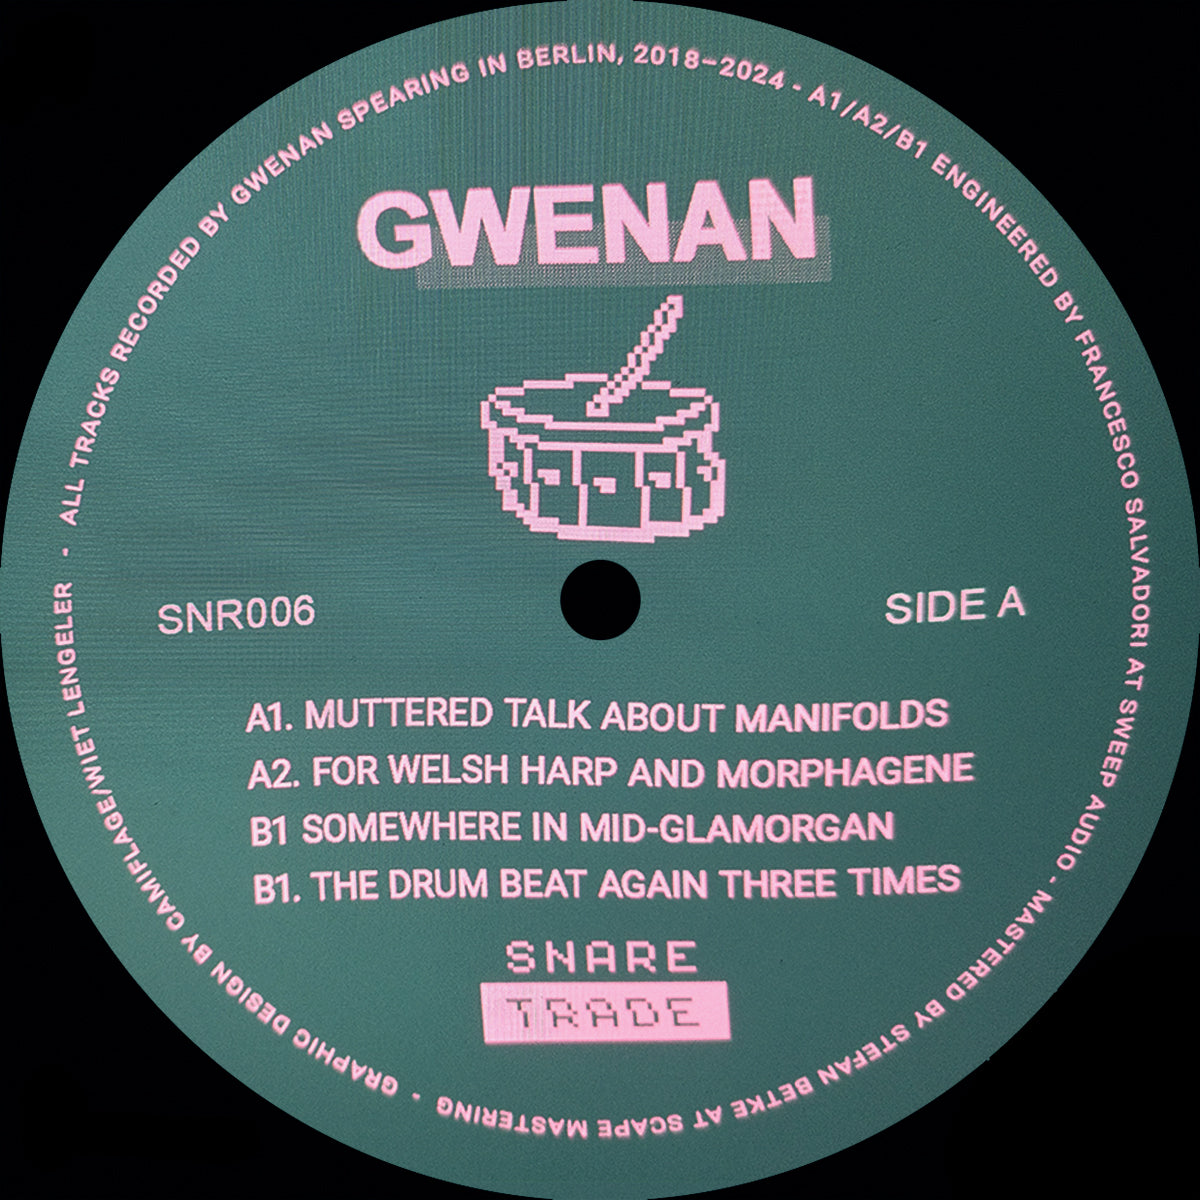 ALL TRACKS RECORDED BY GWENAN SPEARING IN BERLIN, 2018-2024 - A1/A2/B1 ENGINEERED BY FRANCESCO SALVADORI AT SWEEP AUDIO - MASTERED BY STEFAN BETKE AT SCAPE MASTERING - GRAPHIC DESIGN BY CAMIFLAGE/WIET LENGELER -
GWENAN
SNR006
SIDE A
A1. MUTTERED TALK ABOUT MANIFOLDS
A2. FOR WELSH HARP AND MORPHAGENE
B1 SOMEWHERE IN MID-GLAMORGAN
B1. THE DRUM BEAT AGAIN THREE TIMES
SNARE
TRADE